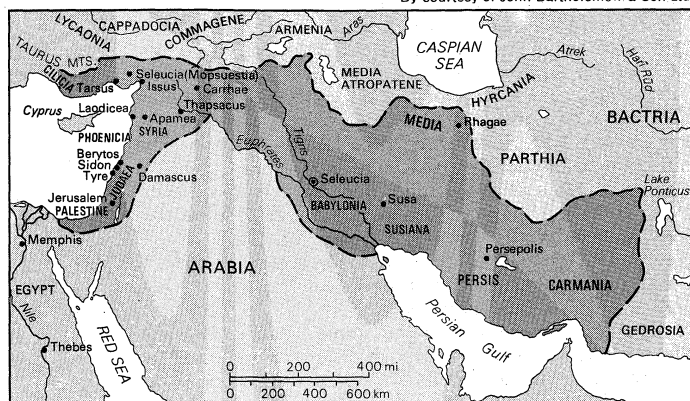 LYCAONIA
CAPPADOCIA
COMMAGENE
ARMENIA
Aras
CASPIAN
SEA
Atrek
Hari Rūd
TAURUS MTS.
CILICIA
Tarsus
Seleucia (Mopsuestia)
Issus
Carrhae
Thapsacus
MEDIA
ATROPATENE
HYRCANIA
BACTRIA
Cyprus
Laodicea
Apamea
PHOENICIA
SYRIA
MEDIA
Rhagae
PARTHIA
Tigris
Euphrates
Berytos
Sidon
Tyre
Damascus
JUDAEA
Jerusalem
PALESTINE
Seleucia
BABYLONIA
Susa
SUSIANA
Lake
Ponticus
Memphis
EGYPT
Nile
Thebes
RED SEA
ARABIA
Persepolis
PERSIS
CARMANIA
Persian Gulf
GEDROSIA
0 200 400 mi
0 200 400 600 km